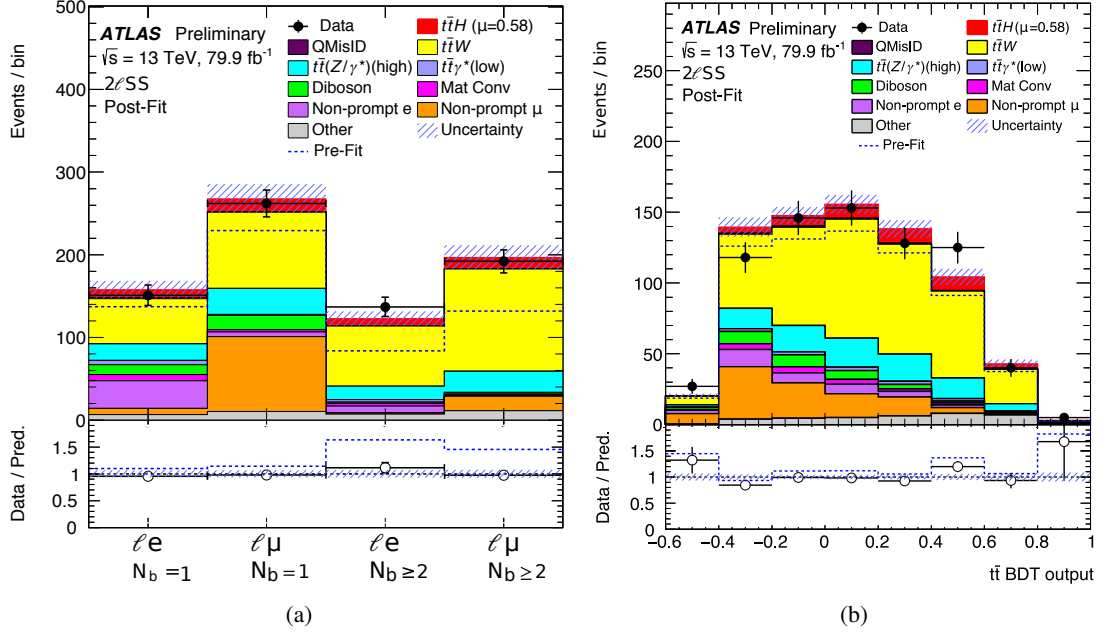 Events / bin
500
400
300
200
100
0
ATLAS Preliminary
√s = 13 TeV, 79.9 fb⁻¹
2ℓSS
Post-Fit
Data
tt̄H (μ=0.58)
QMisID
tt̄W
tt̄(Z/γ*)(high)
tt̄γ*(low)
Diboson
Mat Conv
Non-prompt e
Non-prompt μ
Other
Uncertainty
Pre-Fit
Data / Pred.
1.5
1
0.5
0
ℓe ℓμ ℓe ℓμ
N_b=1 N_b=1 N_b≥2 N_b≥2
(a)
Events / bin
250
200
150
100
50
0
ATLAS Preliminary
√s = 13 TeV, 79.9 fb⁻¹
2ℓSS
Post-Fit
Data
tt̄H (μ=0.58)
QMisID
tt̄W
tt̄(Z/γ*)(high)
tt̄γ*(low)
Diboson
Mat Conv
Non-prompt e
Non-prompt μ
Other
Uncertainty
Pre-Fit
Data / Pred.
1.5
1
0.5
0
−0.6 −0.4 −0.2 0 0.2 0.4 0.6 0.8 1
tt̄ BDT output
(b)